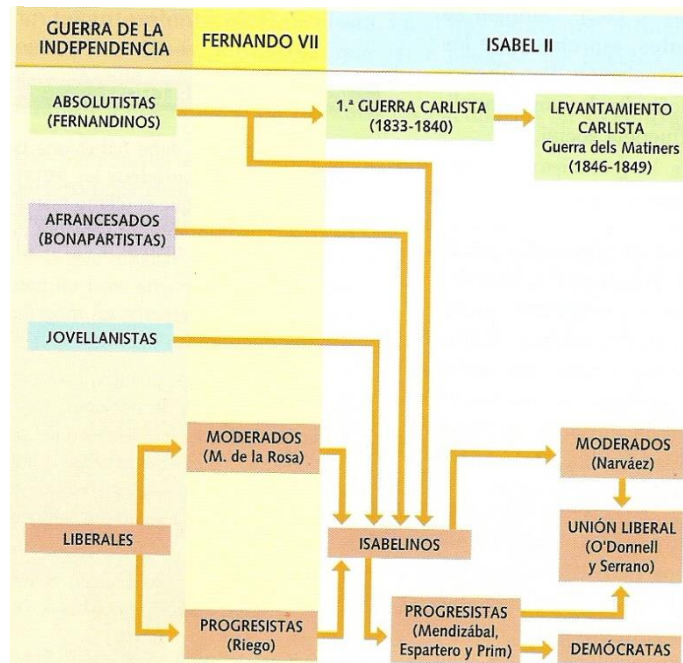 GUERRA DE LA
INDEPENDENCIA
FERNANDO VII
ISABEL II
ABSOLUTISTAS
(FERNANDINOS)
1.ª GUERRA CARLISTA
(1833-1840)
LEVANTAMIENTO
CARLISTA
Guerra dels Matiners
(1846-1849)
AFRANCESADOS
(BONAPARTISTAS)
JOVELLANISTAS
MODERADOS
(M. de la Rosa)
MODERADOS
(Narváez)
LIBERALES
ISABELINOS
UNIÓN LIBERAL
(O'Donnell
y Serrano)
PROGRESISTAS
(Riego)
PROGRESISTAS
(Mendizábal,
Espartero y Prim)
DEMÓCRATAS